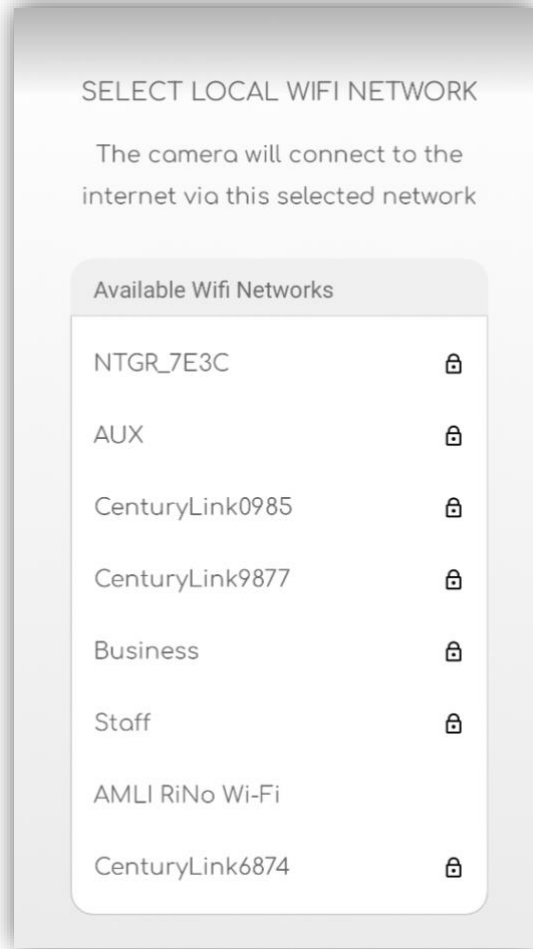 SELECT LOCAL WIFI NETWORK
The camera will connect to the
internet via this selected network
Available Wifi Networks
NTGR_7E3C
AUX
CenturyLink0985
CenturyLink9877
Business
Staff
AMLI RiNo Wi-Fi
CenturyLink6874